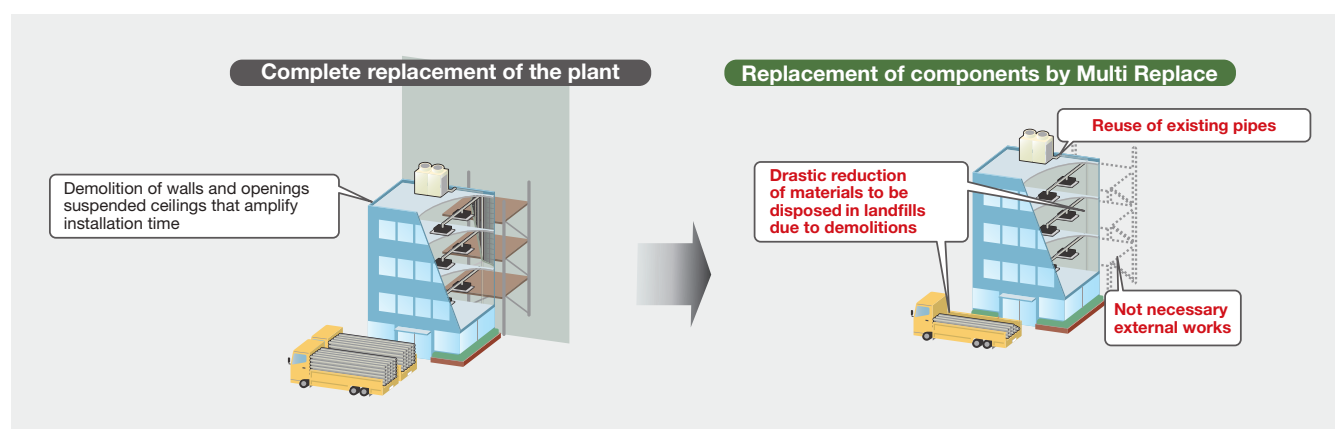 Complete replacement of the plant
Demolition of walls and openings
suspended ceilings that amplify
installation time
Replacement of components by Multi Replace
Reuse of existing pipes
Drastic reduction
of materials to be
disposed in landfills
due to demolitions
Not necessary
external works